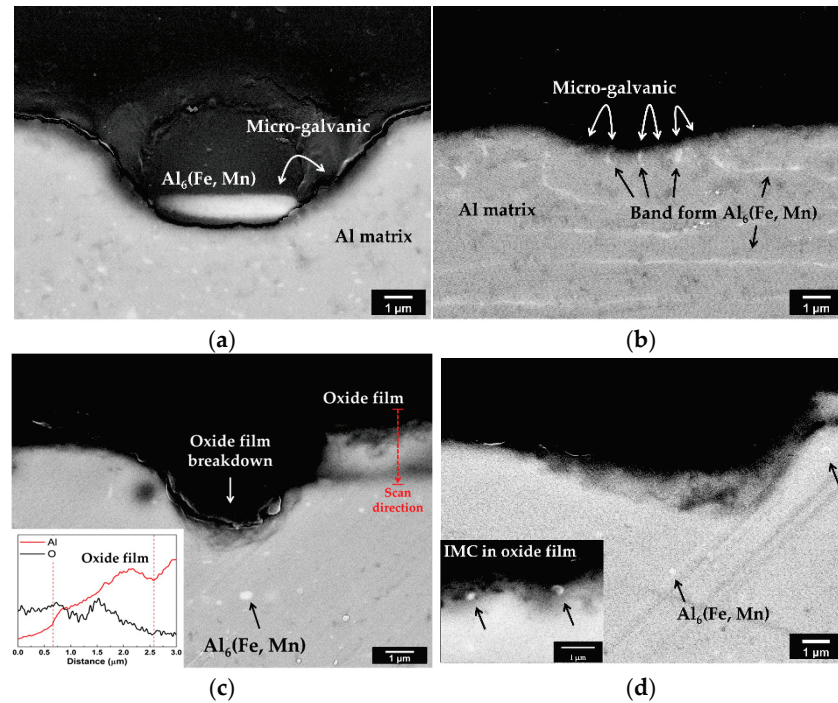 Micro-galvanic
Al₆(Fe, Mn)
Al matrix
1 μm
(a)
Micro-galvanic
Al matrix
Band form Al₆(Fe, Mn)
1 μm
(b)
Oxide film
Oxide film
breakdown
Scan
direction
Al
O
Oxide film
0.0 0.5 1.0 1.5 2.0 2.5 3.0
Distance (μm)
Al₆(Fe, Mn)
1 μm
(c)
IMC in oxide film
1 μm
Al₆(Fe, Mn)
1 μm
(d)